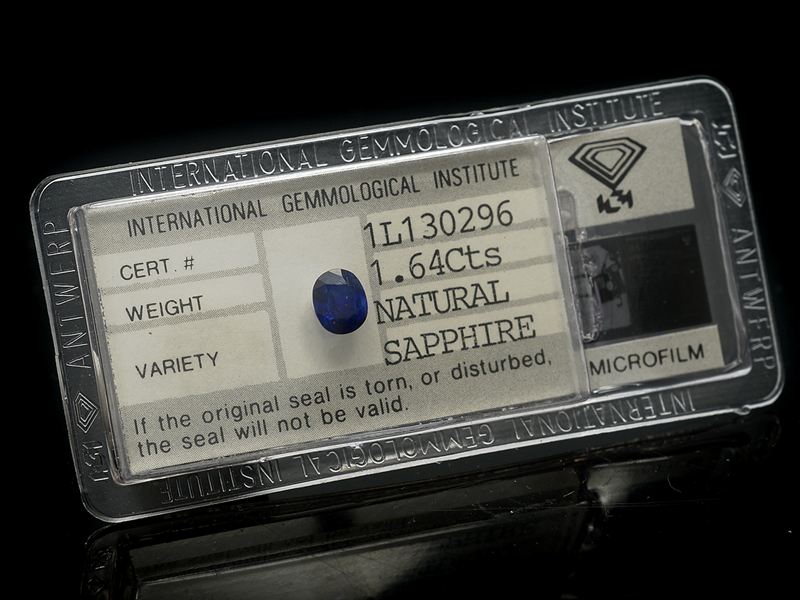 INTERNATIONAL GEMMOLOGICAL INSTITUTE
INTERNATIONAL GEMMOLOGICAL INSTITUTE
CERT. # 1L130296
WEIGHT 1.64Cts
VARIETY NATURAL
SAPPHIRE
If the original seal is torn, or disturbed,
the seal will not be valid.
MICROFILM
ANTWERP
ANTWERP
INTERNATIONAL GEMMOLOGICAL INSTITUTE